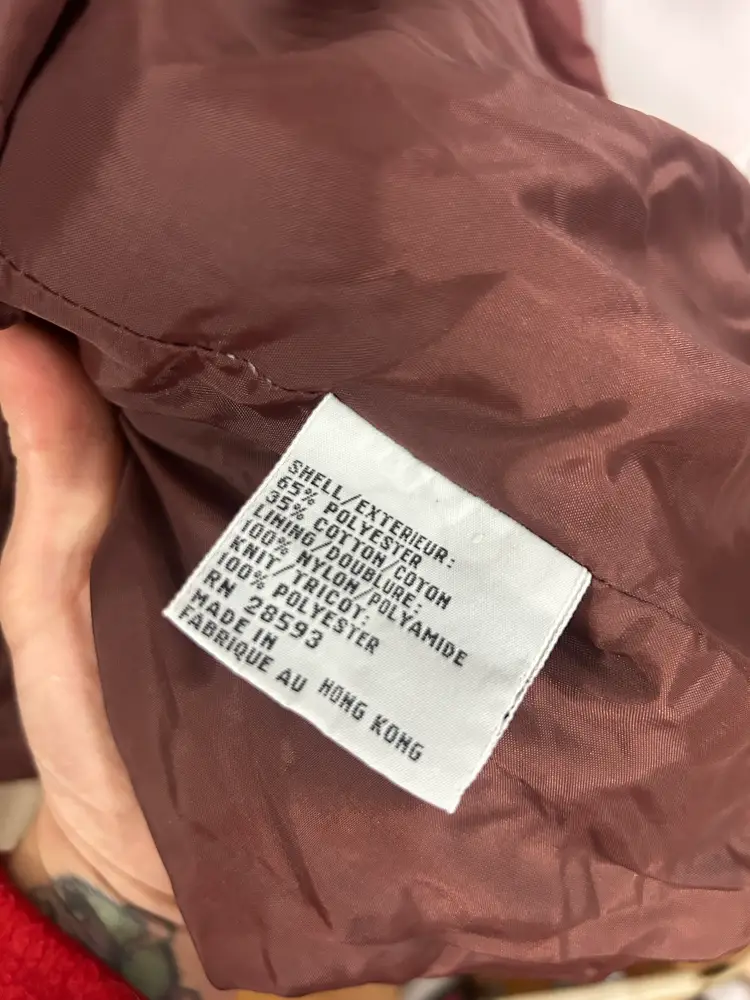 SHELL/EXTERIEUR:
65% POLYESTER
35% COTTON/COTON
LINING/DOUBLURE:
100% NYLON/POLYAMIDE
KNIT/TRICOT:
100% POLYESTER
RN 28593
MADE IN
FABRIQUE AU HONG KONG